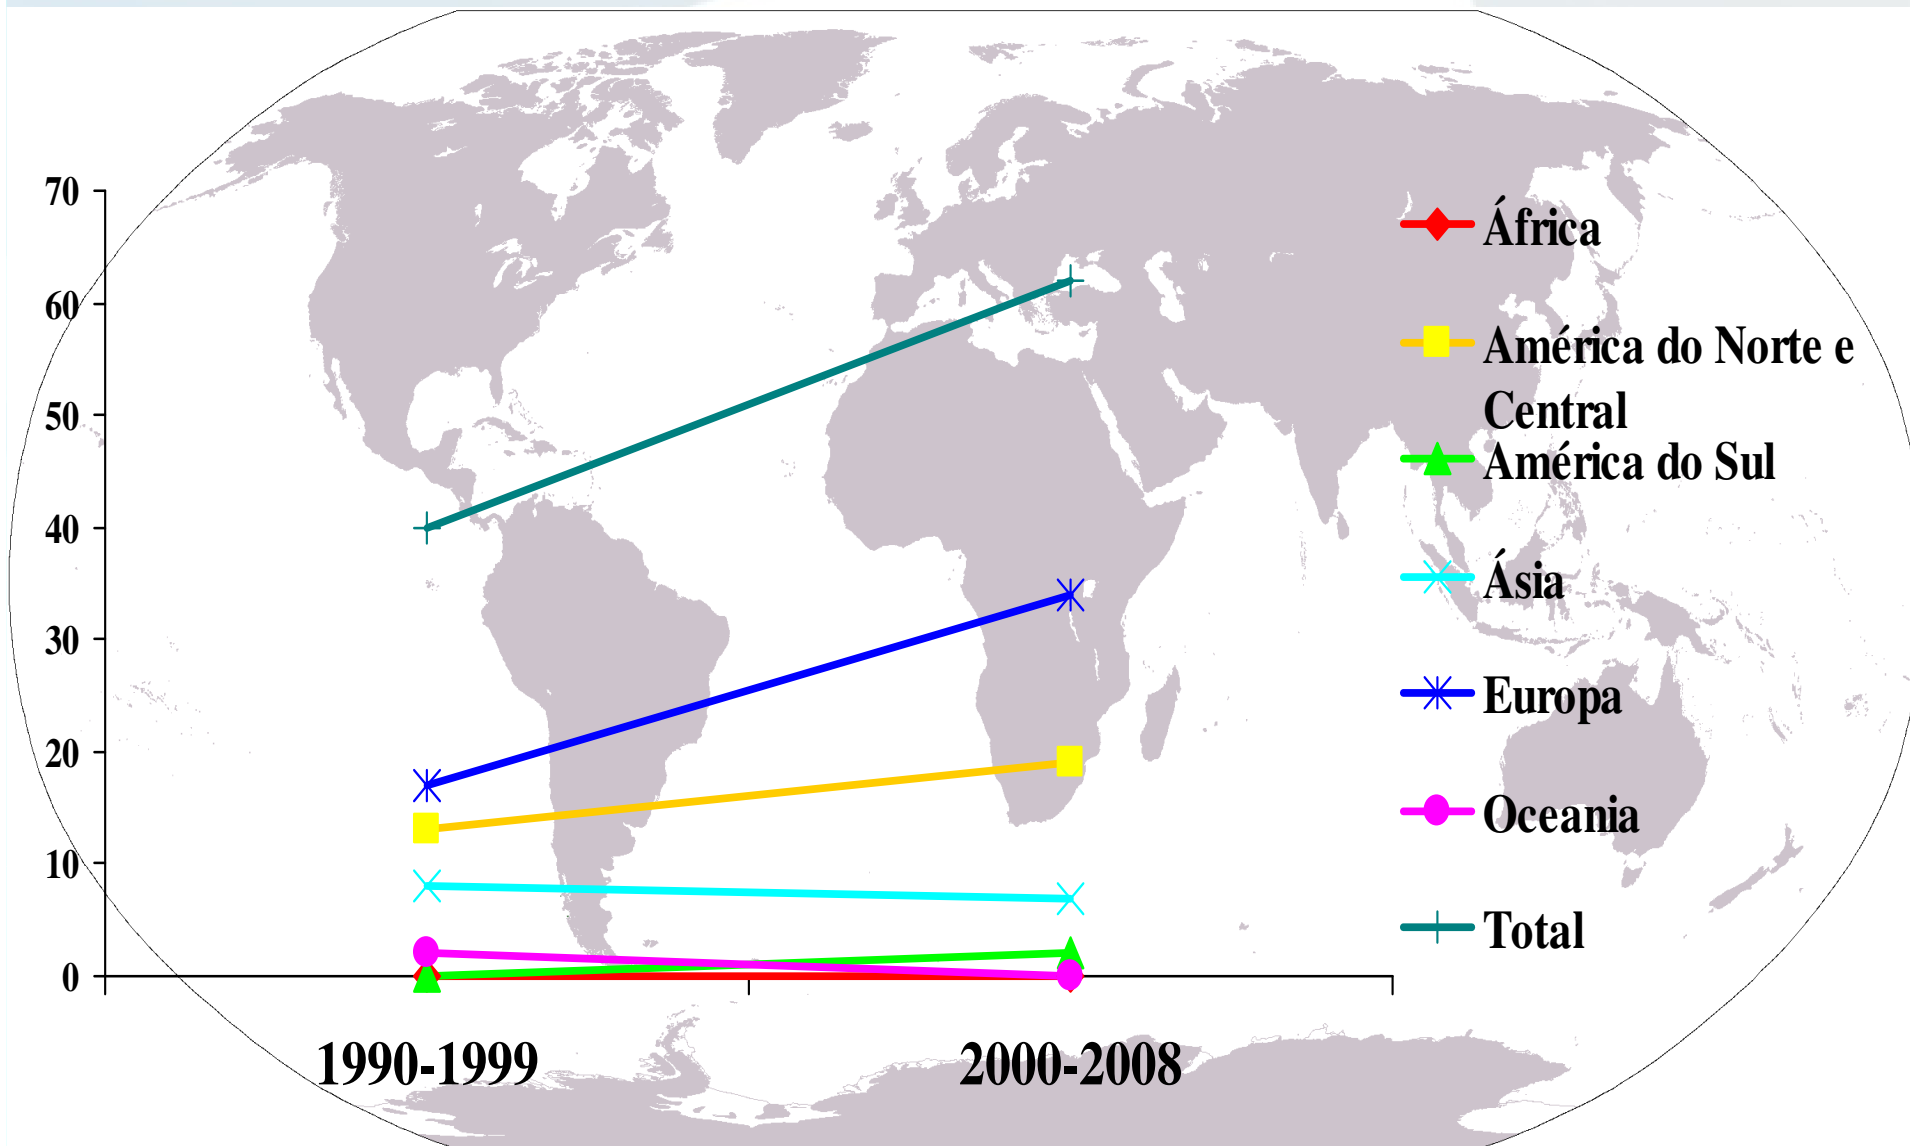 70
60
50
40
30
20
10
0
1990-1999
2000-2008
África
América do Norte e
Central
América do Sul
Ásia
Europa
Oceania
Total